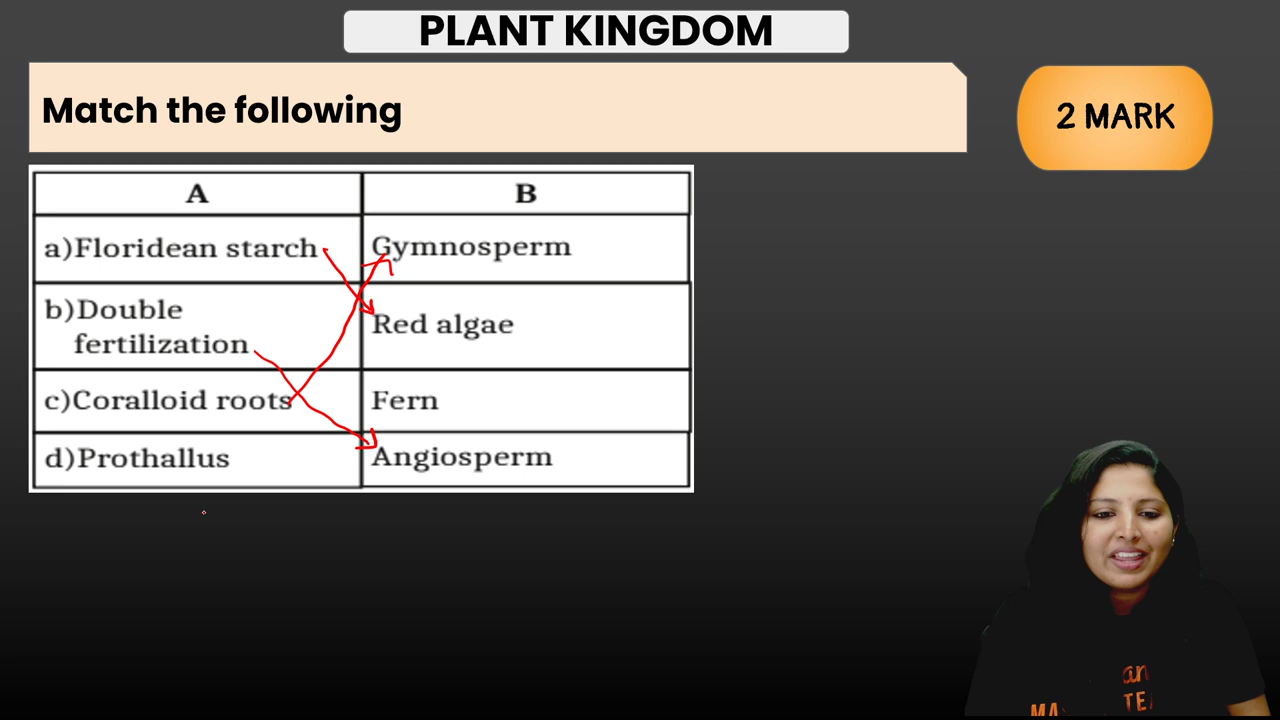 PLANT KINGDOM
Match the following
2 MARK
A
B
a)Floridean starch
Gymnosperm
b)Double
fertilization
Red algae
c)Coralloid roots
Fern
d)Prothallus
Angiosperm